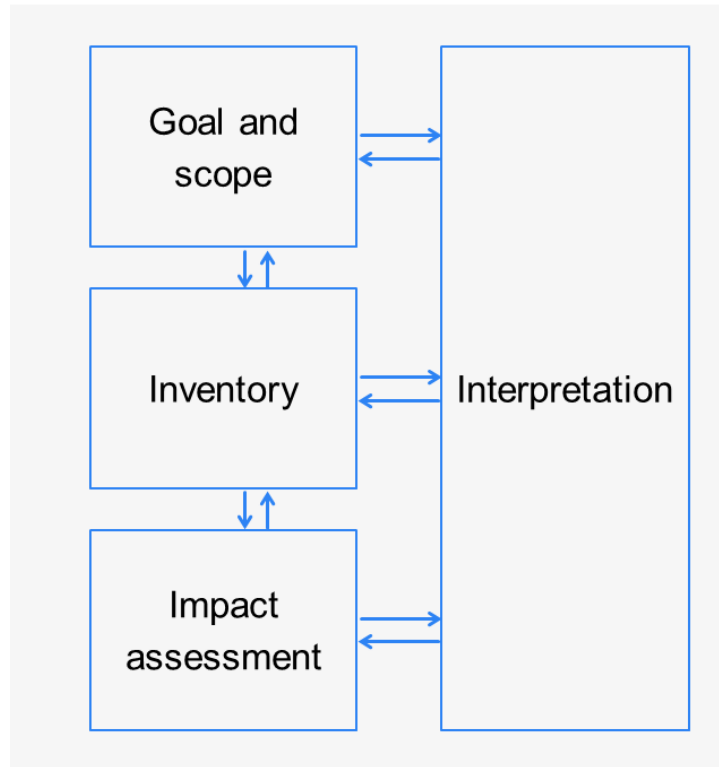 Goal and
scope
Inventory
Interpretation
Impact
assessment